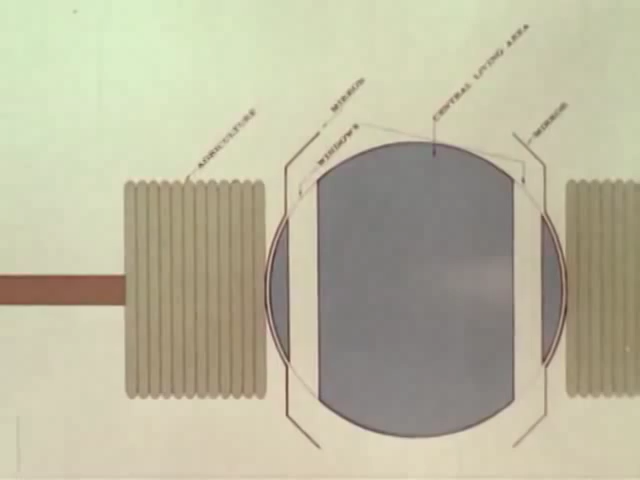 AGRICULTURE
MIRROR
WINDOWS
CENTRAL LIVING AREA
MIRROR